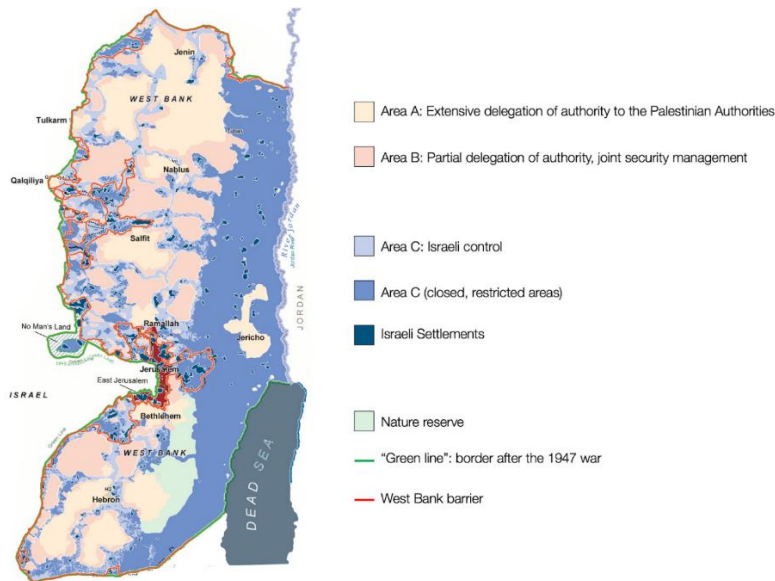 Jenin
WEST BANK
Tulkarm
Tubas
Nablus
Qalqiliya
Salfit
River Jordan
JORDAN
No Man's Land
Ramallah
Jericho
Jerusalem
East Jerusalem
ISRAEL
Bethlehem
Green Line
WEST BANK
Hebron
DEAD SEA
Area A: Extensive delegation of authority to the Palestinian Authorities
Area B: Partial delegation of authority, joint security management
Area C: Israeli control
Area C (closed, restricted areas)
Israeli Settlements
Nature reserve
“Green line”: border after the 1947 war
West Bank barrier